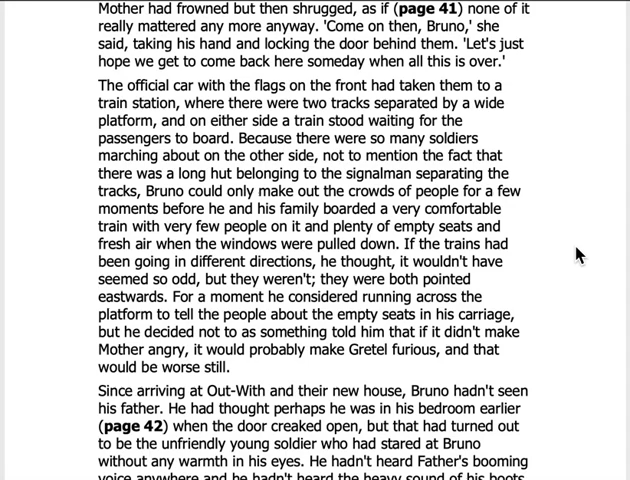 Mother had frowned but then shrugged, as if (page 41) none of it
really mattered any more anyway. 'Come on then, Bruno,' she
said, taking his hand and locking the door behind them. 'Let's just
hope we get to come back here someday when all this is over.'
The official car with the flags on the front had taken them to a
train station, where there were two tracks separated by a wide
platform, and on either side a train stood waiting for the
passengers to board. Because there were so many soldiers
marching about on the other side, not to mention the fact that
there was a long hut belonging to the signalman separating the
tracks, Bruno could only make out the crowds of people for a few
moments before he and his family boarded a very comfortable
train with very few people on it and plenty of empty seats and
fresh air when the windows were pulled down. If the trains had
been going in different directions, he thought, it wouldn't have
seemed so odd, but they weren't; they were both pointed
eastwards. For a moment he considered running across the
platform to tell the people about the empty seats in his carriage,
but he decided not to as something told him that if it didn't make
Mother angry, it would probably make Gretel furious, and that
would be worse still.
Since arriving at Out-With and their new house, Bruno hadn't seen
his father. He had thought perhaps he was in his bedroom earlier
(page 42) when the door creaked open, but that had turned out
to be the unfriendly young soldier who had stared at Bruno
without any warmth in his eyes. He hadn't heard Father's booming
voice anywhere and he hadn't heard the heavy sound of his boots